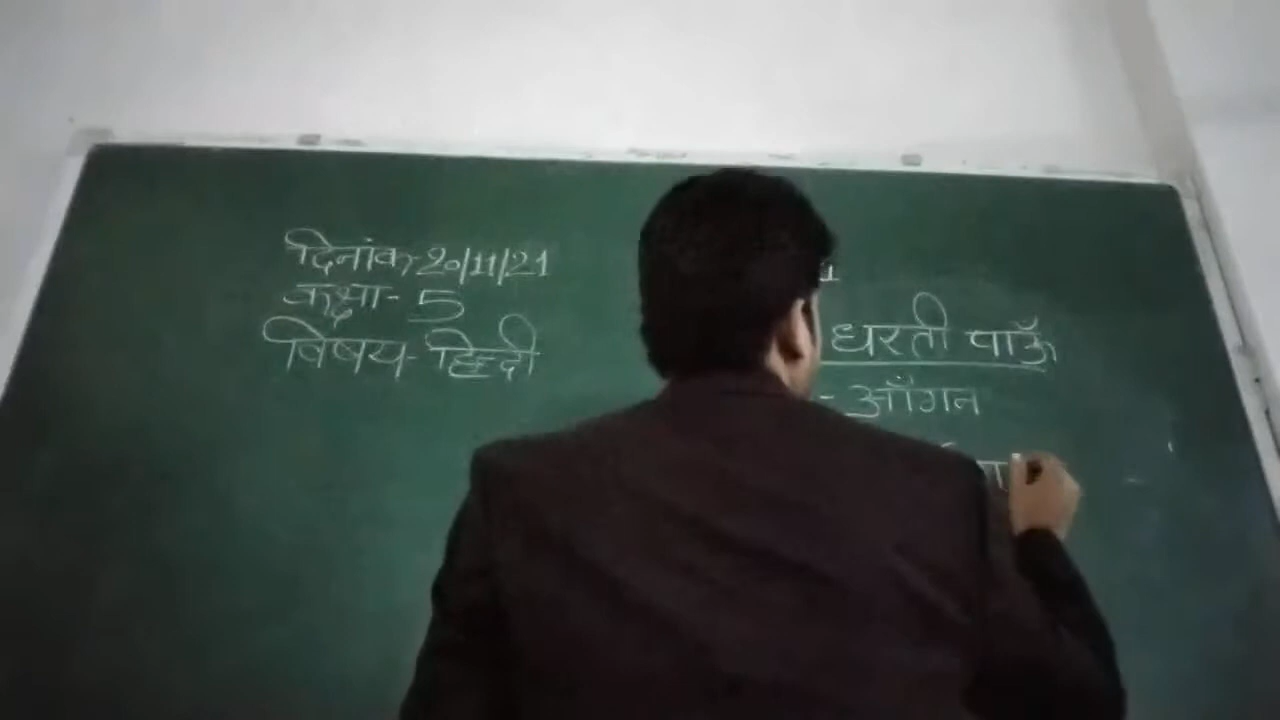 दिनांक-20/11/21
कक्षा- 5
विषय- हिन्दी
धरती पाऊँ
- आँगन